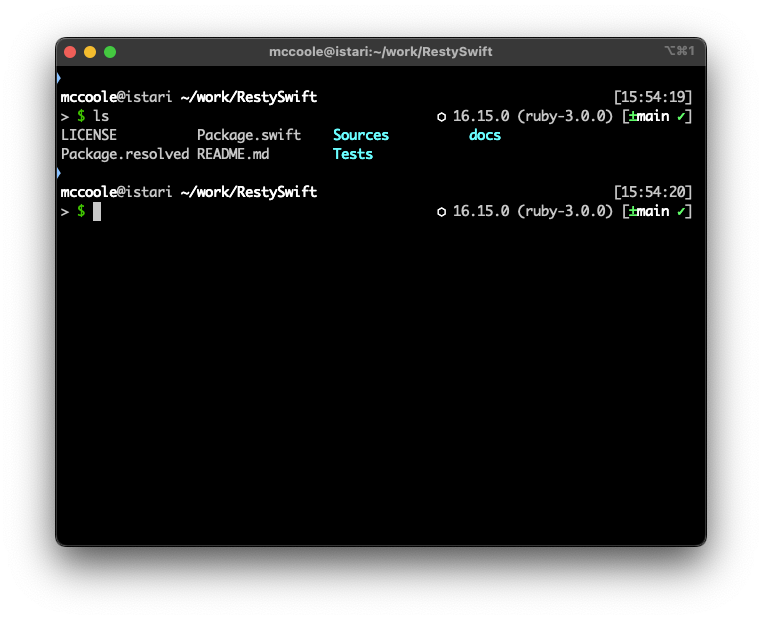 mccoole@istari:~/work/RestySwift ⌥⌘1
mccoole@istari ~/work/RestySwift [15:54:19]
> $ ls ⬡ 16.15.0 (ruby-3.0.0) [±main ✓]
LICENSE Package.swift Sources docs
Package.resolved README.md Tests
mccoole@istari ~/work/RestySwift [15:54:20]
> $ ⬡ 16.15.0 (ruby-3.0.0) [±main ✓]